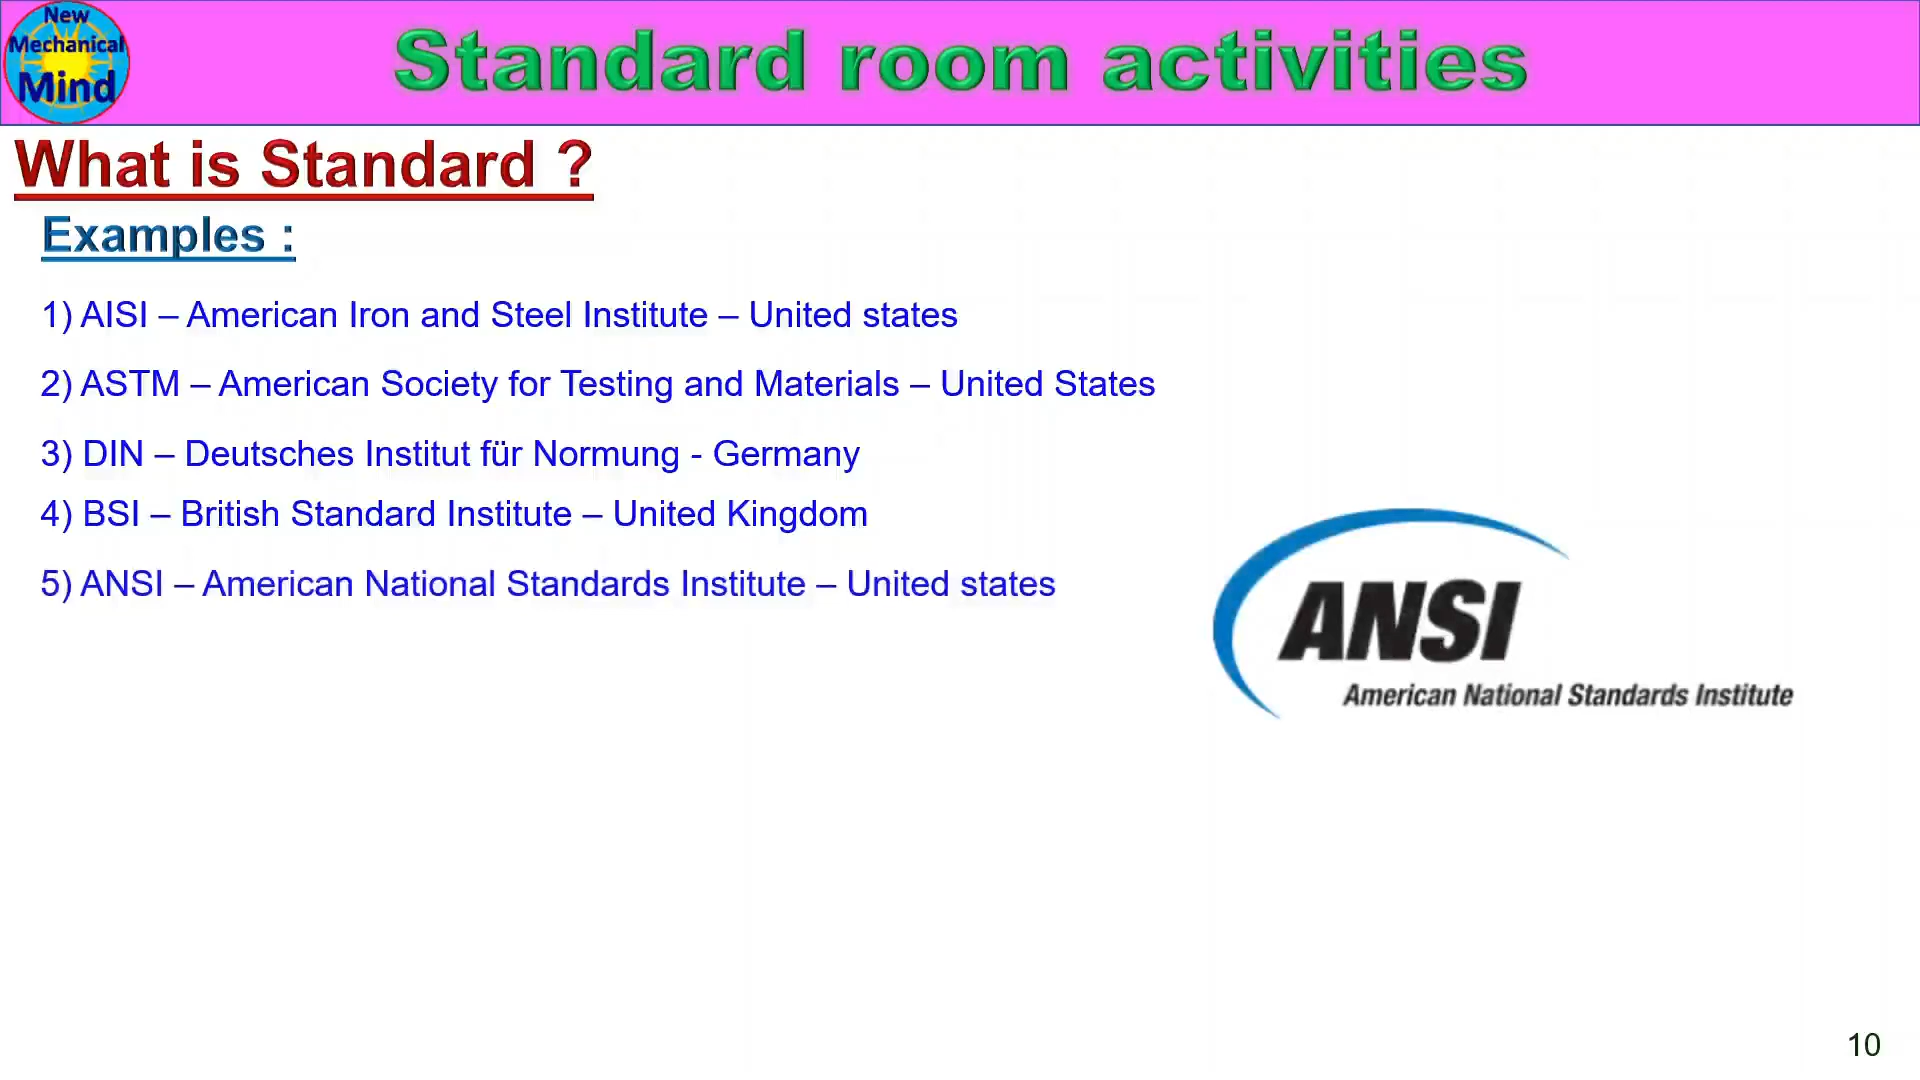 New
Mechanical
Mind
Standard room activities
What is Standard ?
Examples :
1) AISI – American Iron and Steel Institute – United states
2) ASTM – American Society for Testing and Materials – United States
3) DIN – Deutsches Institut für Normung - Germany
4) BSI – British Standard Institute – United Kingdom
5) ANSI – American National Standards Institute – United states
ANSI
American National Standards Institute
10